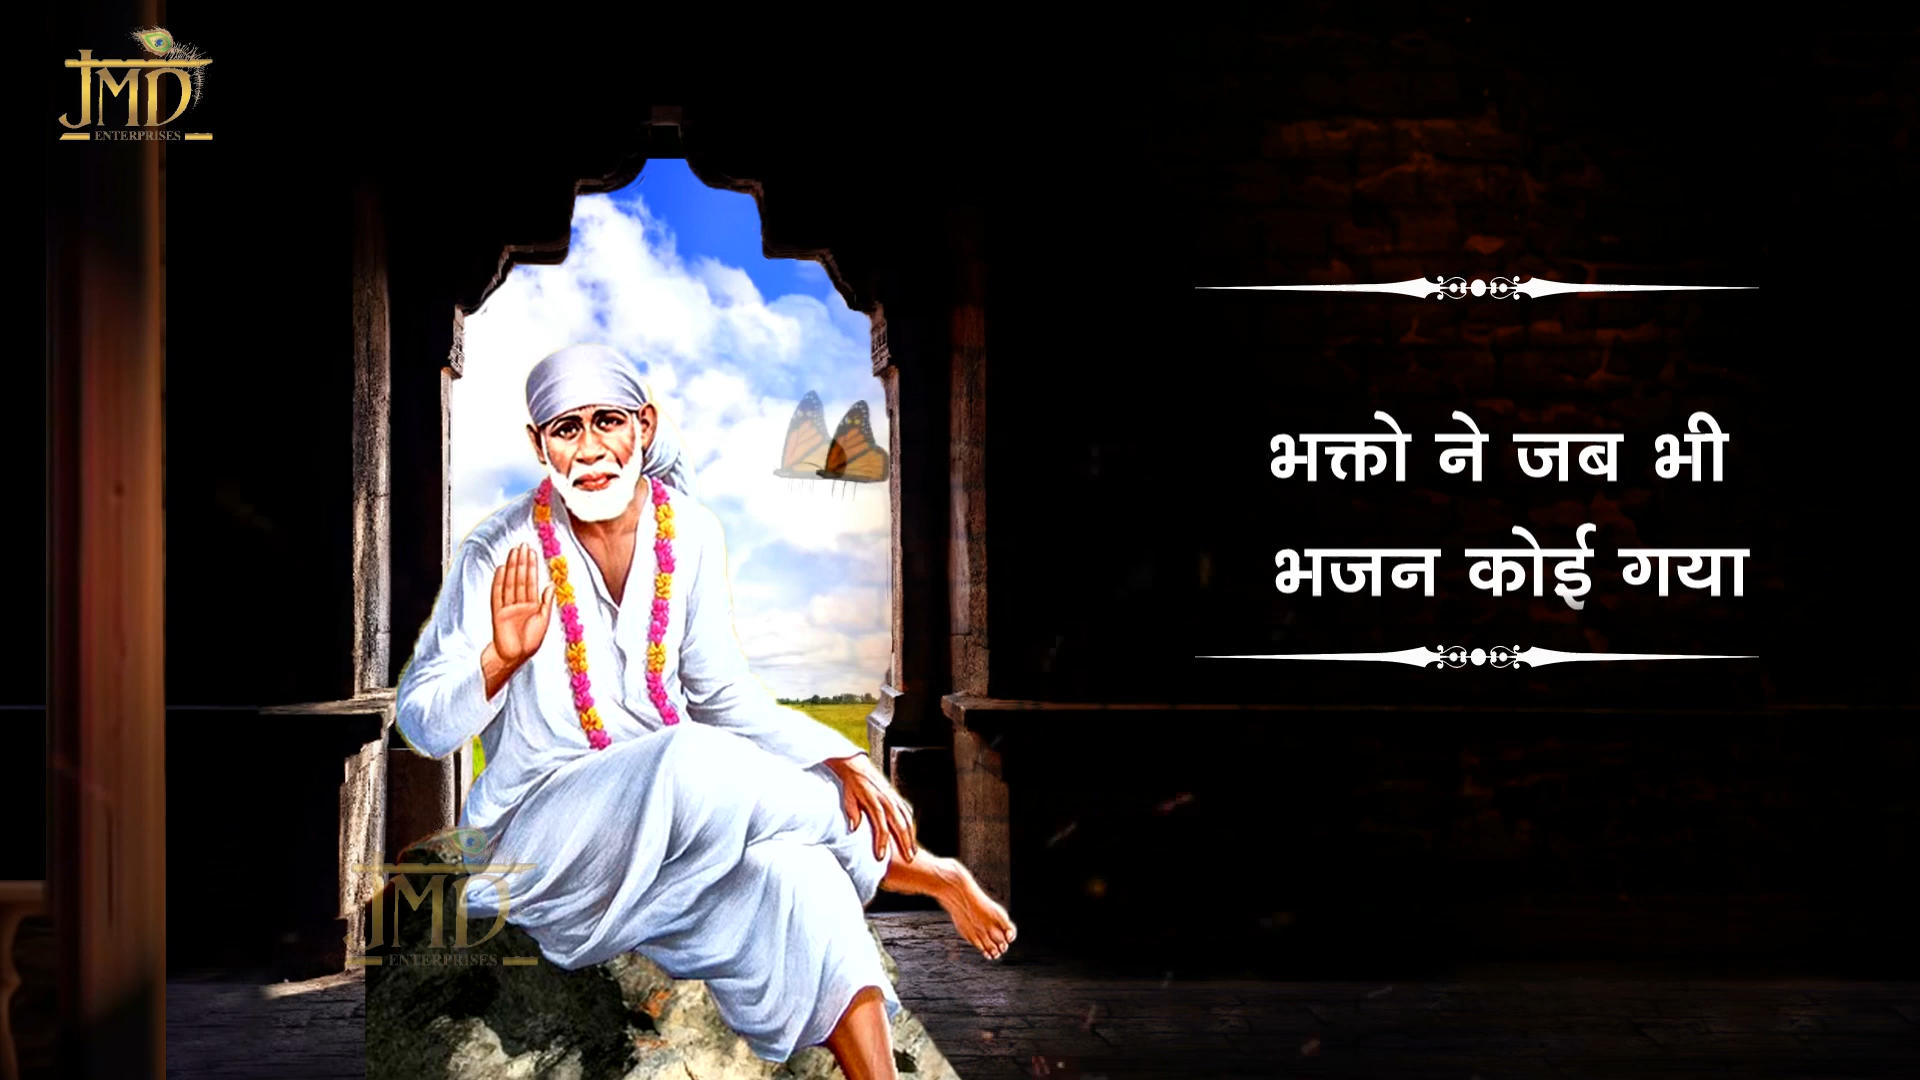 JMD
ENTERPRISES
भक्तो ने जब भी
भजन कोई गया
JMD
ENTERPRISES